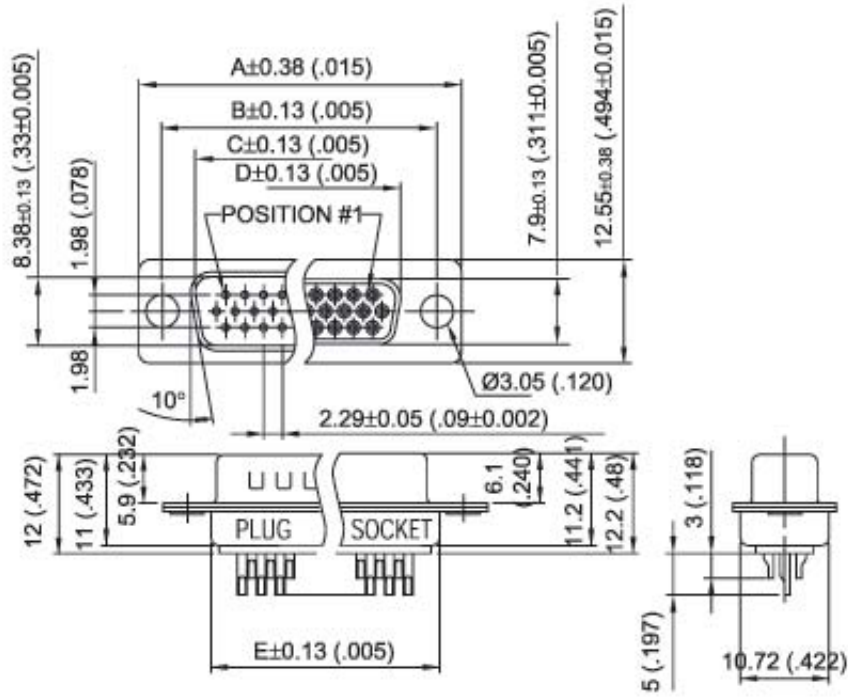 A±0.38 (.015)
B±0.13 (.005)
C±0.13 (.005)
D±0.13 (.005)
POSITION #1
8.38±0.13 (.33±0.005)
1.98 (.078)
1.98
7.9±0.13 (.311±0.005)
12.55±0.38 (.494±0.015)
Ø3.05 (.120)
10°
2.29±0.05 (.09±0.002)
12 (.472)
11 (.433)
5.9 (.232)
PLUG
SOCKET
6.1
(.240)
11.2 (.441)
12.2 (.48)
3 (.118)
5 (.197)
10.72 (.422)
E±0.13 (.005)